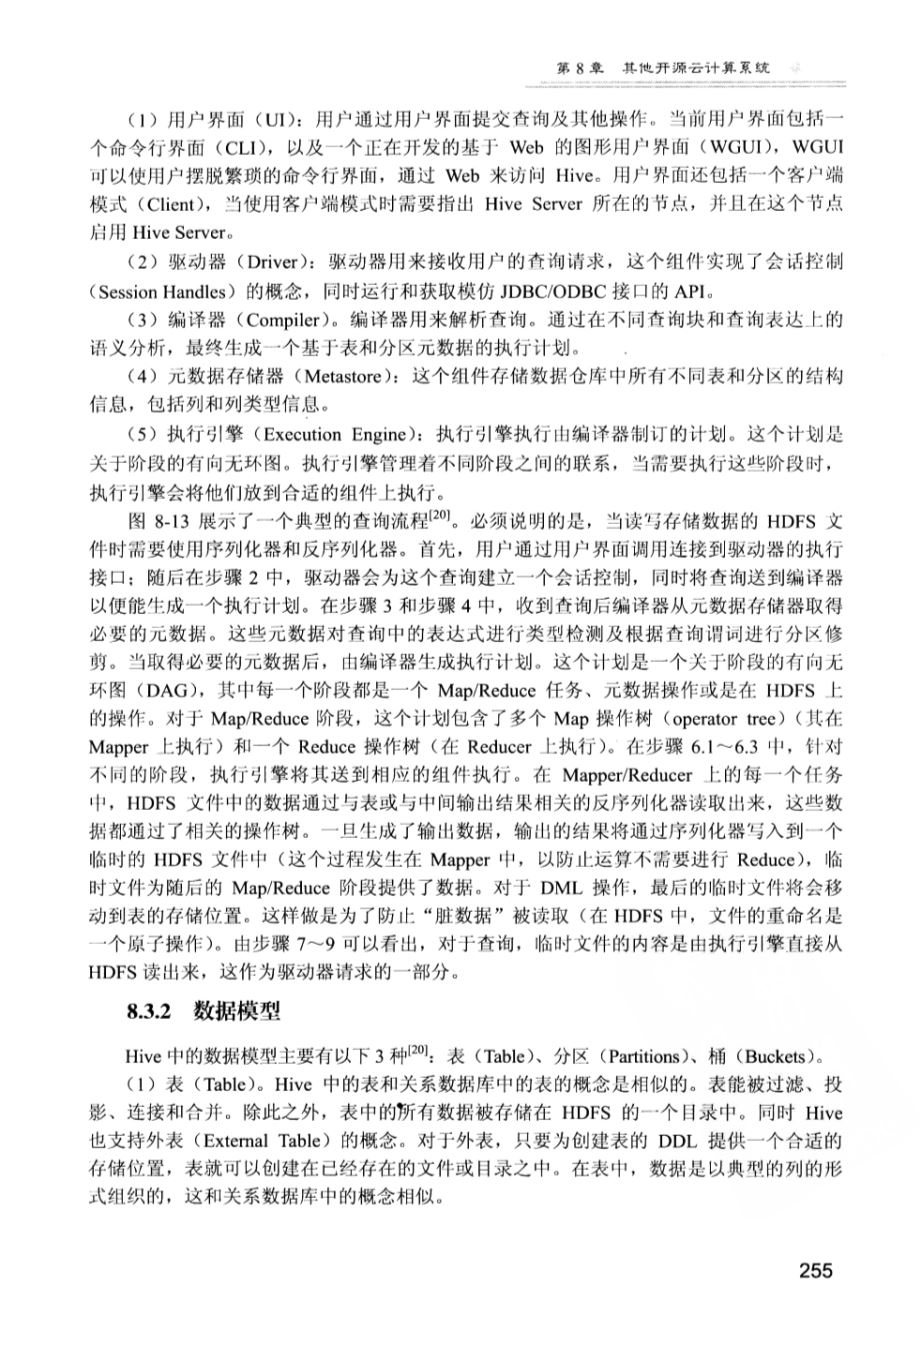 第 8 章　其他开源云计算系统
（1）用户界面（UI）：用户通过用户界面提交查询及其他操作。当前用户界面包括一
个命令行界面（CLI），以及一个正在开发的基于 Web 的图形用户界面（WGUI），WGUI
可以使用户摆脱繁琐的命令行界面，通过 Web 来访问 Hive。用户界面还包括一个客户端
模式（Client），当使用客户端模式时需要指出 Hive Server 所在的节点，并且在这个节点
启用 Hive Server。
（2）驱动器（Driver）：驱动器用来接收用户的查询请求，这个组件实现了会话控制
（Session Handles）的概念，同时运行和获取模仿 JDBC/ODBC 接口的 API。
（3）编译器（Compiler）。编译器用来解析查询。通过在不同查询块和查询表达上的
语义分析，最终生成一个基于表和分区元数据的执行计划。
（4）元数据存储器（Metastore）：这个组件存储数据仓库中所有不同表和分区的结构
信息，包括列和列类型信息。
（5）执行引擎（Execution Engine）：执行引擎执行由编译器制订的计划。这个计划是
关于阶段的有向无环图。执行引擎管理着不同阶段之间的联系，当需要执行这些阶段时，
执行引擎会将他们放到合适的组件上执行。
图 8-13 展示了一个典型的查询流程[20]。必须说明的是，当读写存储数据的 HDFS 文
件时需要使用序列化器和反序列化器。首先，用户通过用户界面调用连接到驱动器的执行
接口；随后在步骤 2 中，驱动器会为这个查询建立一个会话控制，同时将查询送到编译器
以便能生成一个执行计划。在步骤 3 和步骤 4 中，收到查询后编译器从元数据存储器取得
必要的元数据。这些元数据对查询中的表达式进行类型检测及根据查询谓词进行分区修
剪。当取得必要的元数据后，由编译器生成执行计划。这个计划是一个关于阶段的有向无
环图（DAG），其中每一个阶段都是一个 Map/Reduce 任务、元数据操作或是在 HDFS 上
的操作。对于 Map/Reduce 阶段，这个计划包含了多个 Map 操作树（operator tree）（其在
Mapper 上执行）和一个 Reduce 操作树（在 Reducer 上执行）。在步骤 6.1～6.3 中，针对
不同的阶段，执行引擎将其送到相应的组件执行。在 Mapper/Reducer 上的每一个任务
中，HDFS 文件中的数据通过与表或与中间输出结果相关的反序列化器读取出来，这些数
据都通过了相关的操作树。一旦生成了输出数据，输出的结果将通过序列化器写入到一个
临时的 HDFS 文件中（这个过程发生在 Mapper 中，以防止运算不需要进行 Reduce），临
时文件为随后的 Map/Reduce 阶段提供了数据。对于 DML 操作，最后的临时文件将会移
动到表的存储位置。这样做是为了防止“脏数据”被读取（在 HDFS 中，文件的重命名是
一个原子操作）。由步骤 7～9 可以看出，对于查询，临时文件的内容是由执行引擎直接从
HDFS 读出来，这作为驱动器请求的一部分。
8.3.2　数据模型
Hive 中的数据模型主要有以下 3 种[20]：表（Table）、分区（Partitions）、桶（Buckets）。
（1）表（Table）。Hive 中的表和关系数据库中的表的概念是相似的。表能被过滤、投
影、连接和合并。除此之外，表中的所有数据被存储在 HDFS 的一个目录中。同时 Hive
也支持外表（External Table）的概念。对于外表，只要为创建表的 DDL 提供一个合适的
存储位置，表就可以创建在已经存在的文件或目录之中。在表中，数据是以典型的列的形
式组织的，这和关系数据库中的概念相似。
255